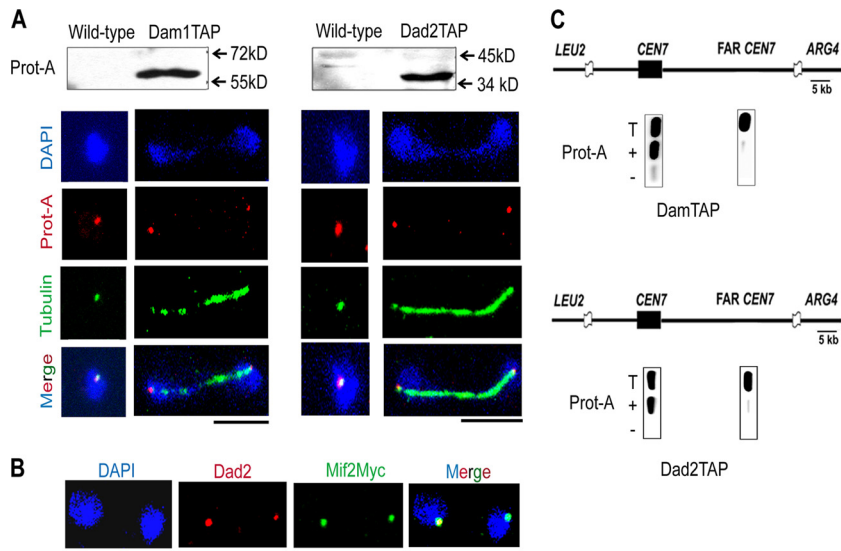 A
Wild-type Dam1TAP
Prot-A
72kD
55kD
Wild-type Dad2TAP
45kD
34 kD
DAPI
Prot-A
Tubulin
Merge
B
DAPI Dad2 Mif2Myc Merge
C
LEU2 CEN7 FAR CEN7 ARG4
5 kb
Prot-A
T
+
-
DamTAP
LEU2 CEN7 FAR CEN7 ARG4
5 kb
Prot-A
T
+
-
Dad2TAP